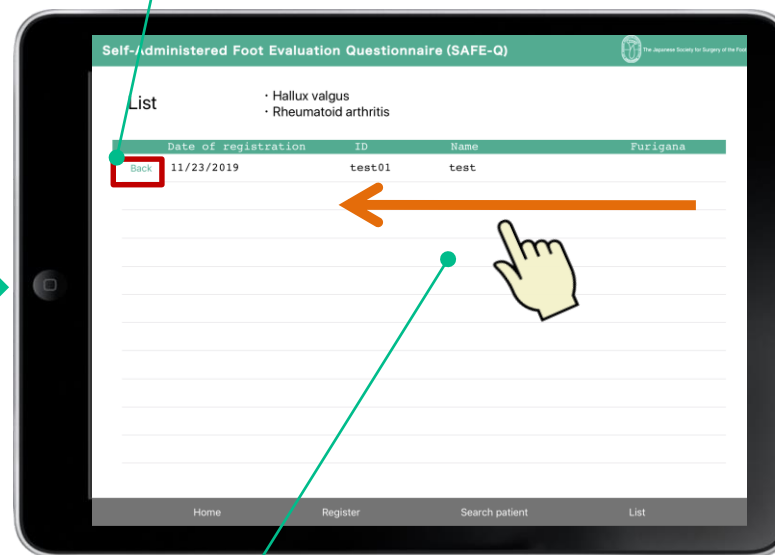 Self-Administered Foot Evaluation Questionnaire (SAFE-Q)
The Japanese Society for Surgery of the Foot
List
・Hallux valgus
・Rheumatoid arthritis
Date of registration ID Name Furigana
Back 11/23/2019 test01 test
Home Register Search patient List